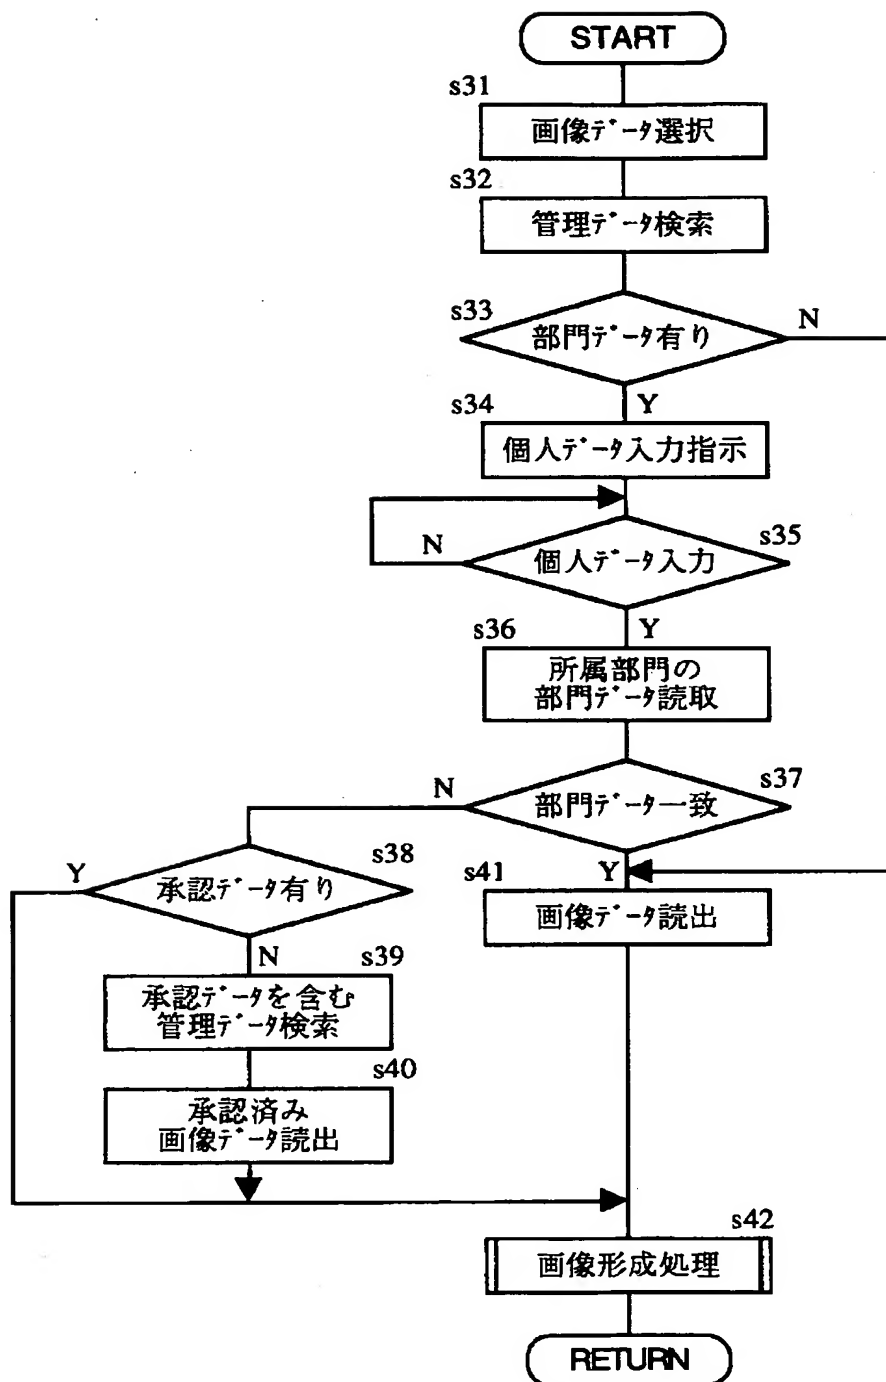 START
s31
画像ﾃﾞｰﾀ選択
s32
管理ﾃﾞｰﾀ検索
s33
部門ﾃﾞｰﾀ有り
N
Y
s34
個人ﾃﾞｰﾀ入力指示
s35
個人ﾃﾞｰﾀ入力
N
Y
s36
所属部門の
部門ﾃﾞｰﾀ読取
s37
部門ﾃﾞｰﾀ一致
N
Y
s38
承認ﾃﾞｰﾀ有り
Y
N
s41
画像ﾃﾞｰﾀ読出
s39
承認ﾃﾞｰﾀを含む
管理ﾃﾞｰﾀ検索
s40
承認済み
画像ﾃﾞｰﾀ読出
s42
画像形成処理
RETURN